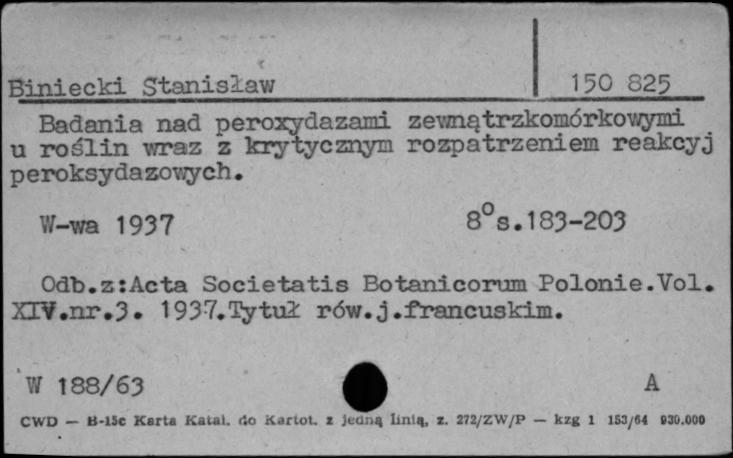 Biniecki Stanisław 150 825
Badania nad peroxydazami zewnątrzkomórkowymi
u roślin wraz z krytycznym rozpatrzeniem reakcyj
peroksydazowych.
W-wa 1937 8°s.183-203
Odb.z:Acta Societatis Botanicorum Polonie.Vol.
XIV.nr.3. 1937.Tytuł rów.j.francuskim.
W 188/63 A
CWD — B-15c Karta Katal. do Kartot. z jedną linią, z. 272/ZW/P — kzg 1 153/64 930.000